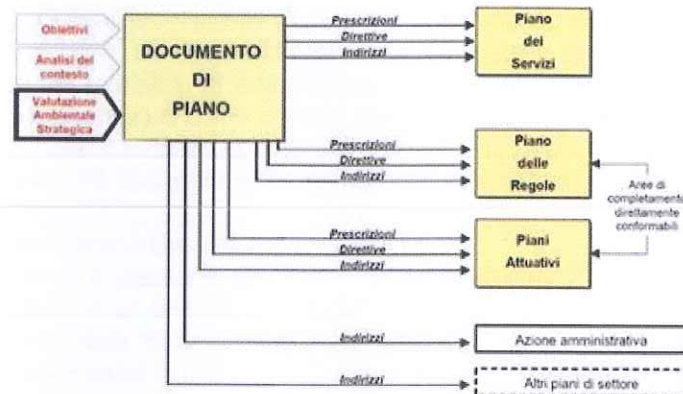 Obiettivi
Analisi del
contesto
Valutazione
Ambientale
Strategica
DOCUMENTO
DI
PIANO
Prescrizioni
Direttive
Indirizzi
Piano
dei
Servizi
Prescrizioni
Direttive
Indirizzi
Piano
delle
Regole
Aree di
completamento
direttamente
conformabili
Prescrizioni
Direttive
Indirizzi
Piani
Attuativi
Indirizzi
Azione amministrativa
Indirizzi
Altri piani di settore